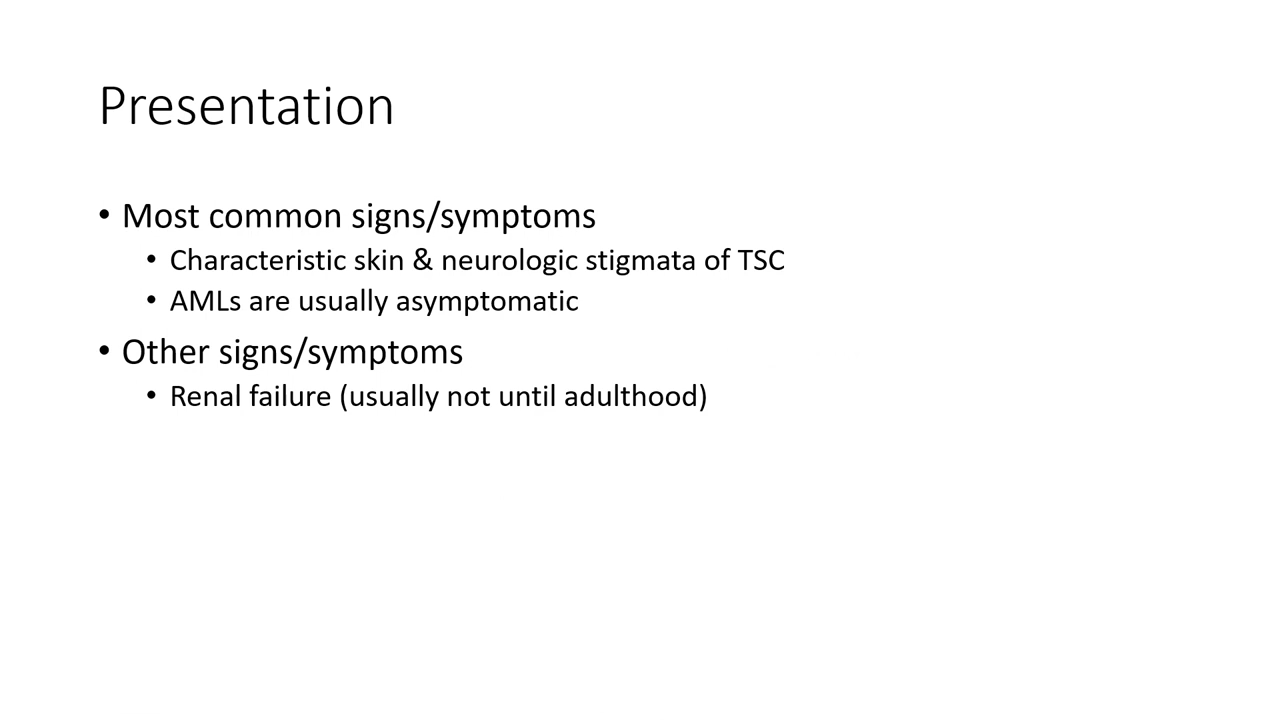 Presentation
• Most common signs/symptoms
• Characteristic skin & neurologic stigmata of TSC
• AMLs are usually asymptomatic
• Other signs/symptoms
• Renal failure (usually not until adulthood)